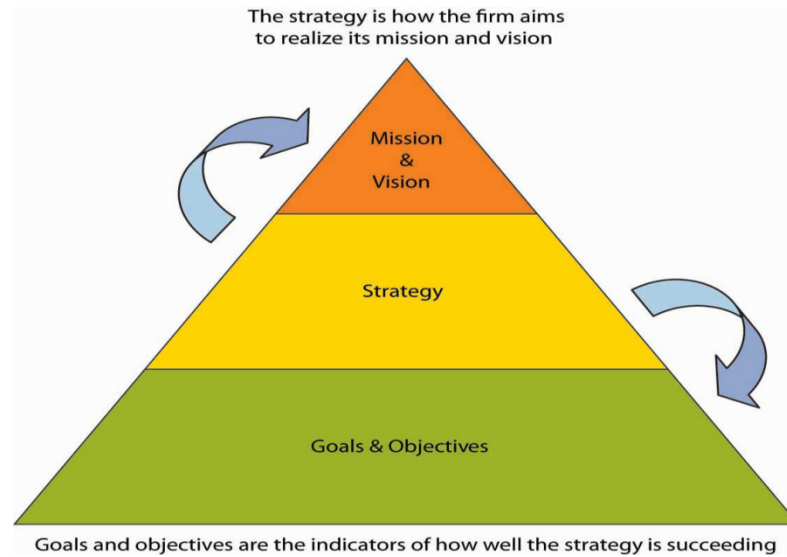 The strategy is how the firm aims
to realize its mission and vision
Mission
&
Vision
Strategy
Goals & Objectives
Goals and objectives are the indicators of how well the strategy is succeeding